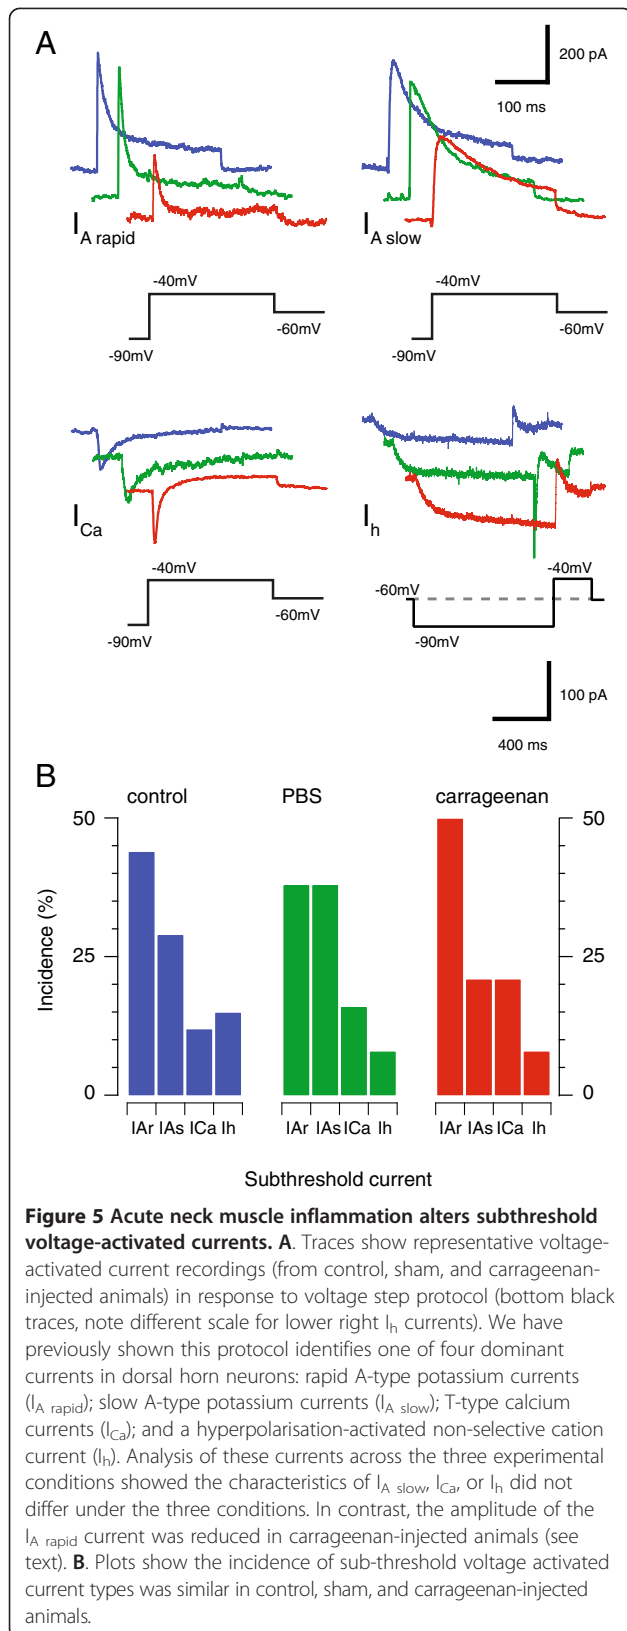 A
200 pA
100 ms
I A rapid
I A slow
-40mV
-60mV
-90mV
-40mV
-60mV
-90mV
I Ca
I h
-40mV
-60mV
-90mV
-40mV
-60mV
-90mV
100 pA
400 ms
B
control PBS carrageenan
50 50
Incidence (%)
25 25
0 0
IAr IAs ICa Ih IAr IAs ICa Ih IAr IAs ICa Ih
Subthreshold current
Figure 5 Acute neck muscle inflammation alters subthreshold
voltage-activated currents. A. Traces show representative voltage-
activated current recordings (from control, sham, and carrageenan-
injected animals) in response to voltage step protocol (bottom black
traces, note different scale for lower right Ih currents). We have
previously shown this protocol identifies one of four dominant
currents in dorsal horn neurons: rapid A-type potassium currents
(IA rapid); slow A-type potassium currents (IA slow); T-type calcium
currents (ICa); and a hyperpolarisation-activated non-selective cation
current (Ih). Analysis of these currents across the three experimental
conditions showed the characteristics of IA slow, ICa, or Ih did not
differ under the three conditions. In contrast, the amplitude of the
IA rapid current was reduced in carrageenan-injected animals (see
text). B. Plots show the incidence of sub-threshold voltage activated
current types was similar in control, sham, and carrageenan-injected
animals.